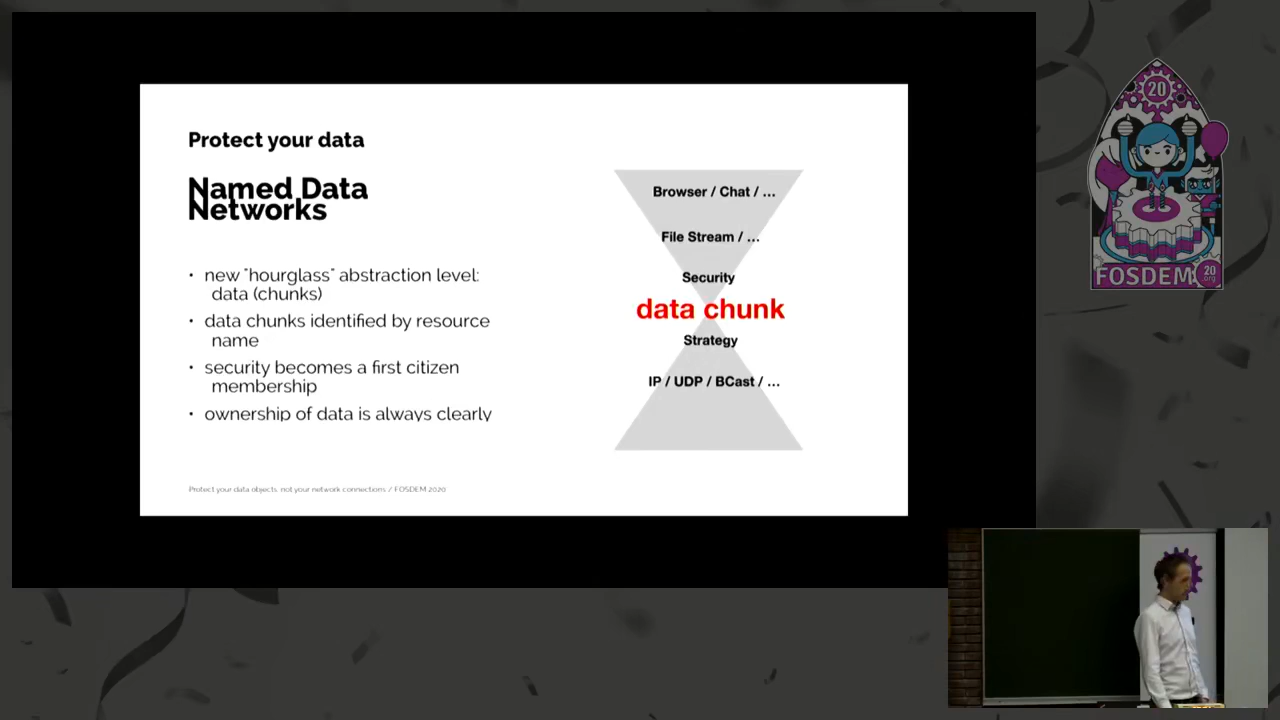 Protect your data
Named Data
Networks
• new "hourglass" abstraction level:
data (chunks)
• data chunks identified by resource
name
• security becomes a first citizen
membership
• ownership of data is always clearly
Protect your data objects, not your network connections / FOSDEM 2020
Browser / Chat / ...
File Stream / ...
Security
data chunk
Strategy
IP / UDP / BCast / ...
20
FOSDEM
20
.org